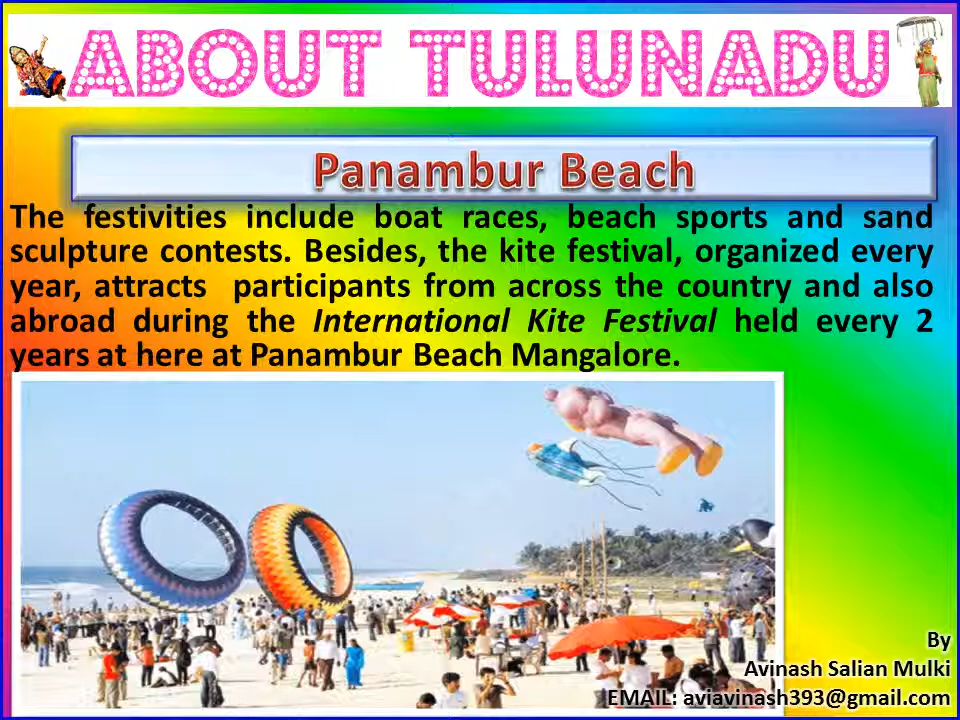 ABOUT TULUNADU
Panambur Beach
The festivities include boat races, beach sports and sand
sculpture contests. Besides, the kite festival, organized every
year, attracts participants from across the country and also
abroad during the International Kite Festival held every 2
years at here at Panambur Beach Mangalore.
By
Avinash Salian Mulki
EMAIL: aviavinash393@gmail.com